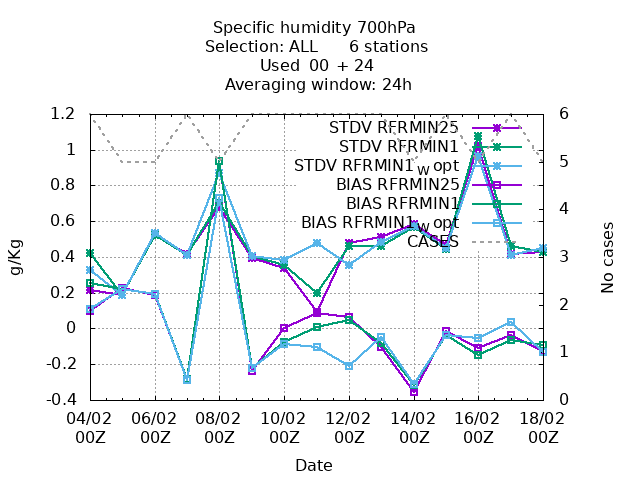 Specific humidity 700hPa
Selection: ALL 6 stations
Used 00 + 24
Averaging window: 24h
1.2
1
0.8
0.6
0.4
0.2
0
-0.2
-0.4
g/Kg
6
5
4
3
2
1
0
No cases
STDV RFRMIN25
STDV RFRMIN1
STDV RFRMIN1w opt
BIAS RFRMIN25
BIAS RFRMIN1
BIAS RFRMIN1w opt
CASES
04/02 06/02 08/02 10/02 12/02 14/02 16/02 18/02
00Z 00Z 00Z 00Z 00Z 00Z 00Z 00Z
Date